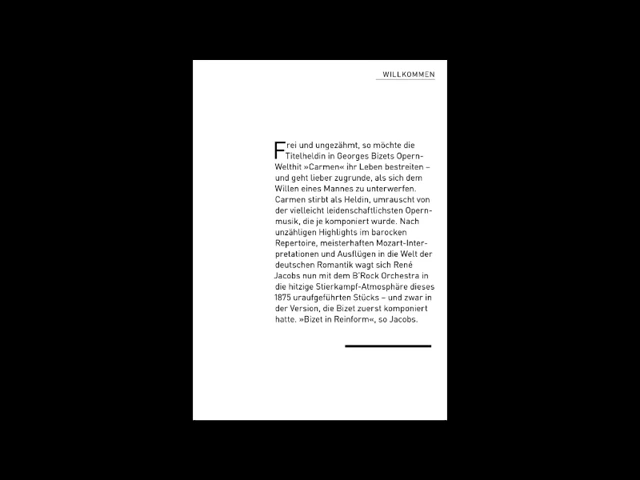 WILLKOMMEN
Frei und ungezähmt, so möchte die
Titelheldin in Georges Bizets Opern-
Welthit »Carmen« ihr Leben bestreiten –
und geht lieber zugrunde, als sich dem
Willen eines Mannes zu unterwerfen.
Carmen stirbt als Heldin, umrauscht von
der vielleicht leidenschaftlichsten Opern-
musik, die je komponiert wurde. Nach
unzähligen Highlights im barocken
Repertoire, meisterhaften Mozart-Inter-
pretationen und Ausflügen in die Welt der
deutschen Romantik wagt sich René
Jacobs nun mit dem B'Rock Orchestra in
die hitzige Stierkampf-Atmosphäre dieses
1875 uraufgeführten Stücks – und zwar in
der Version, die Bizet zuerst komponiert
hatte. »Bizet in Reinform«, so Jacobs.